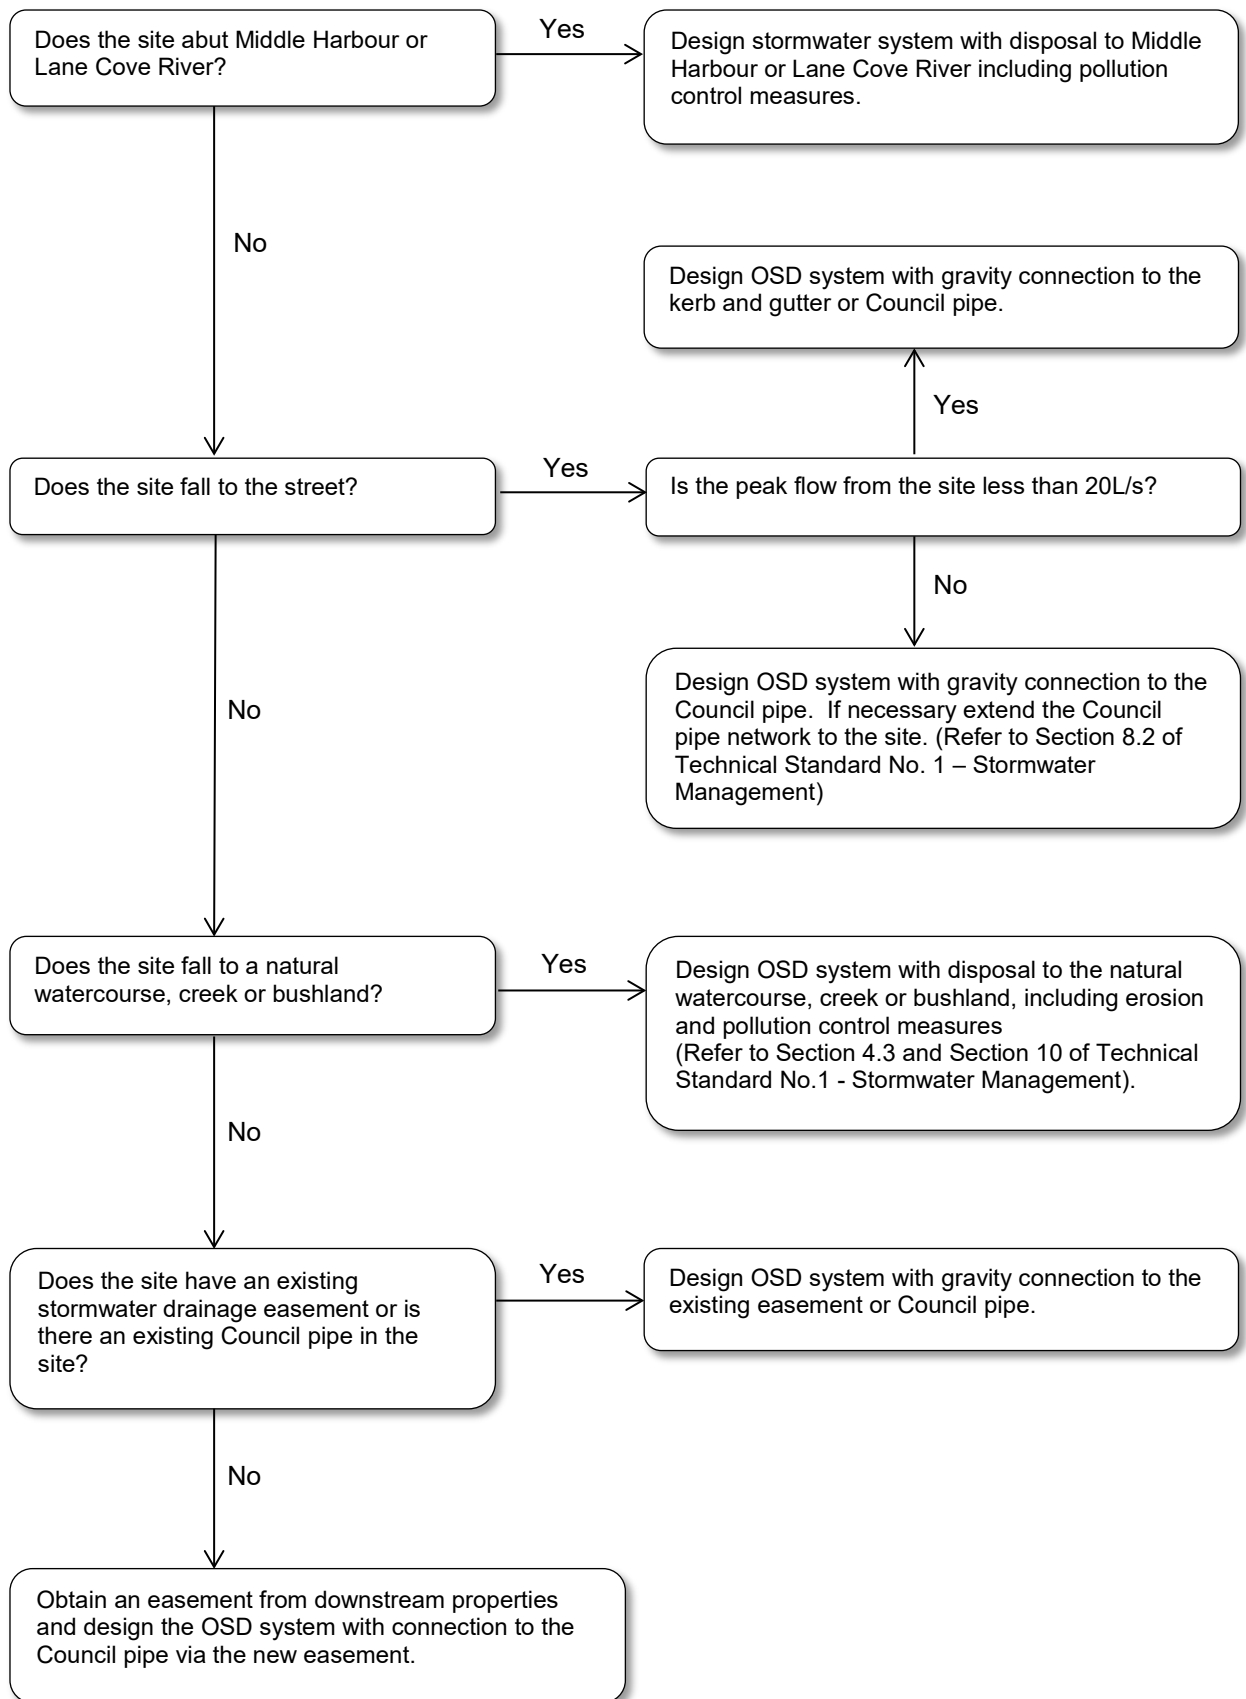 Does the site abut Middle Harbour or
Lane Cove River?
Yes
Design stormwater system with disposal to Middle
Harbour or Lane Cove River including pollution
control measures.
No
Design OSD system with gravity connection to the
kerb and gutter or Council pipe.
Yes
Does the site fall to the street?
Yes
Is the peak flow from the site less than 20L/s?
No
Design OSD system with gravity connection to the
Council pipe.  If necessary extend the Council
pipe network to the site. (Refer to Section 8.2 of
Technical Standard No. 1 – Stormwater
Management)
No
Does the site fall to a natural
watercourse, creek or bushland?
Yes
Design OSD system with disposal to the natural
watercourse, creek or bushland, including erosion
and pollution control measures
(Refer to Section 4.3 and Section 10 of Technical
Standard No.1 - Stormwater Management).
No
Does the site have an existing
stormwater drainage easement or is
there an existing Council pipe in the
site?
Yes
Design OSD system with gravity connection to the
existing easement or Council pipe.
No
Obtain an easement from downstream properties
and design the OSD system with connection to the
Council pipe via the new easement.